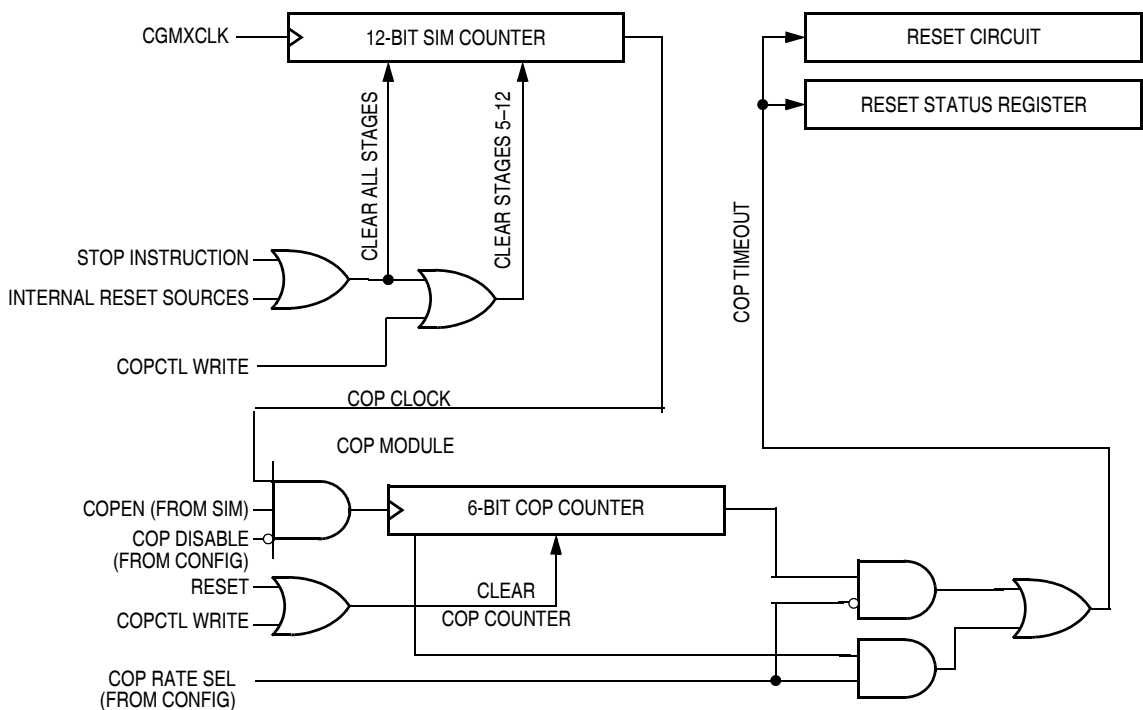 CGMXCLK
12-BIT SIM COUNTER
RESET CIRCUIT
RESET STATUS REGISTER
CLEAR ALL STAGES
CLEAR STAGES 5–12
COP TIMEOUT
STOP INSTRUCTION
INTERNAL RESET SOURCES
COPCTL WRITE
COP CLOCK
COP MODULE
COPEN (FROM SIM)
6-BIT COP COUNTER
COP DISABLE
(FROM CONFIG)
RESET
CLEAR
COP COUNTER
COPCTL WRITE
COP RATE SEL
(FROM CONFIG)